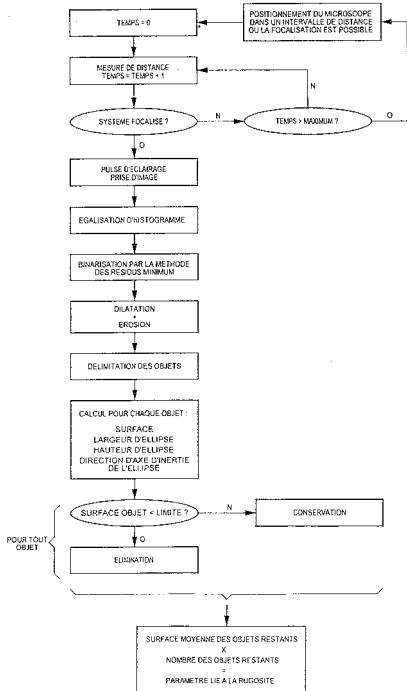 TEMPS = 0
POSITIONNEMENT DU MICROSCOPE
DANS UN INTERVALLE DE DISTANCE
OU LA FOCALISATION EST POSSIBLE
MESURE DE DISTANCE
TEMPS = TEMPS + 1
N
SYSTEME FOCALISE ?
N
TEMPS > MAXIMUM ?
O
O
PULSE D'ECLAIRAGE
PRISE D'IMAGE
EGALISATION D'HISTOGRAMME
BINARISATION PAR LA METHODE
DES RESIDUS MINIMUM
DILATATION
+
EROSION
DELIMITATION DES OBJETS
CALCUL POUR CHAQUE OBJET :
SURFACE
LARGEUR D'ELLIPSE
HAUTEUR D'ELLIPSE
DIRECTION D'AXE D'INERTIE
DE L'ELLIPSE
POUR TOUT
OBJET
SURFACE OBJET < LIMITE ?
N
CONSERVATION
O
ELIMINATION
SURFACE MOYENNE DES OBJETS RESTANTS
X
NOMBRE DES OBJETS RESTANTS
=
PARAMETRE LIE A LA RUGOSITE